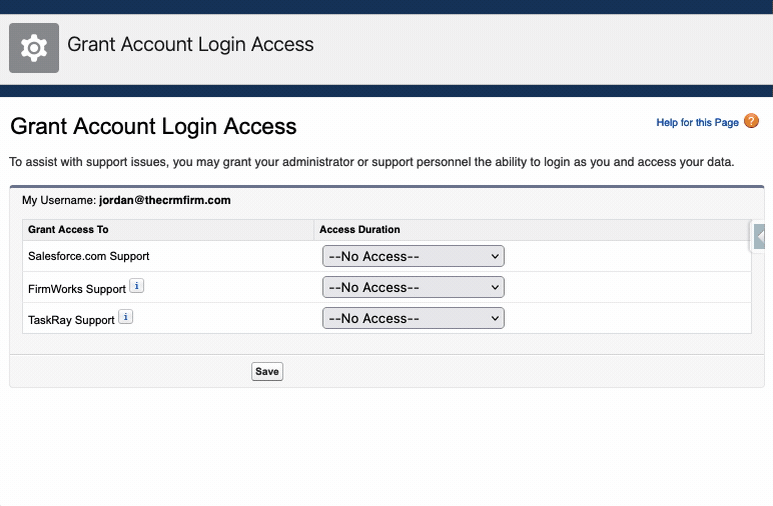 Grant Account Login Access
Grant Account Login Access
Help for this Page ?
To assist with support issues, you may grant your administrator or support personnel the ability to login as you and access your data.
My Username: jordan@thecrmfirm.com
Grant Access To Access Duration
Salesforce.com Support --No Access--
FirmWorks Support i --No Access--
TaskRay Support i --No Access--
Save